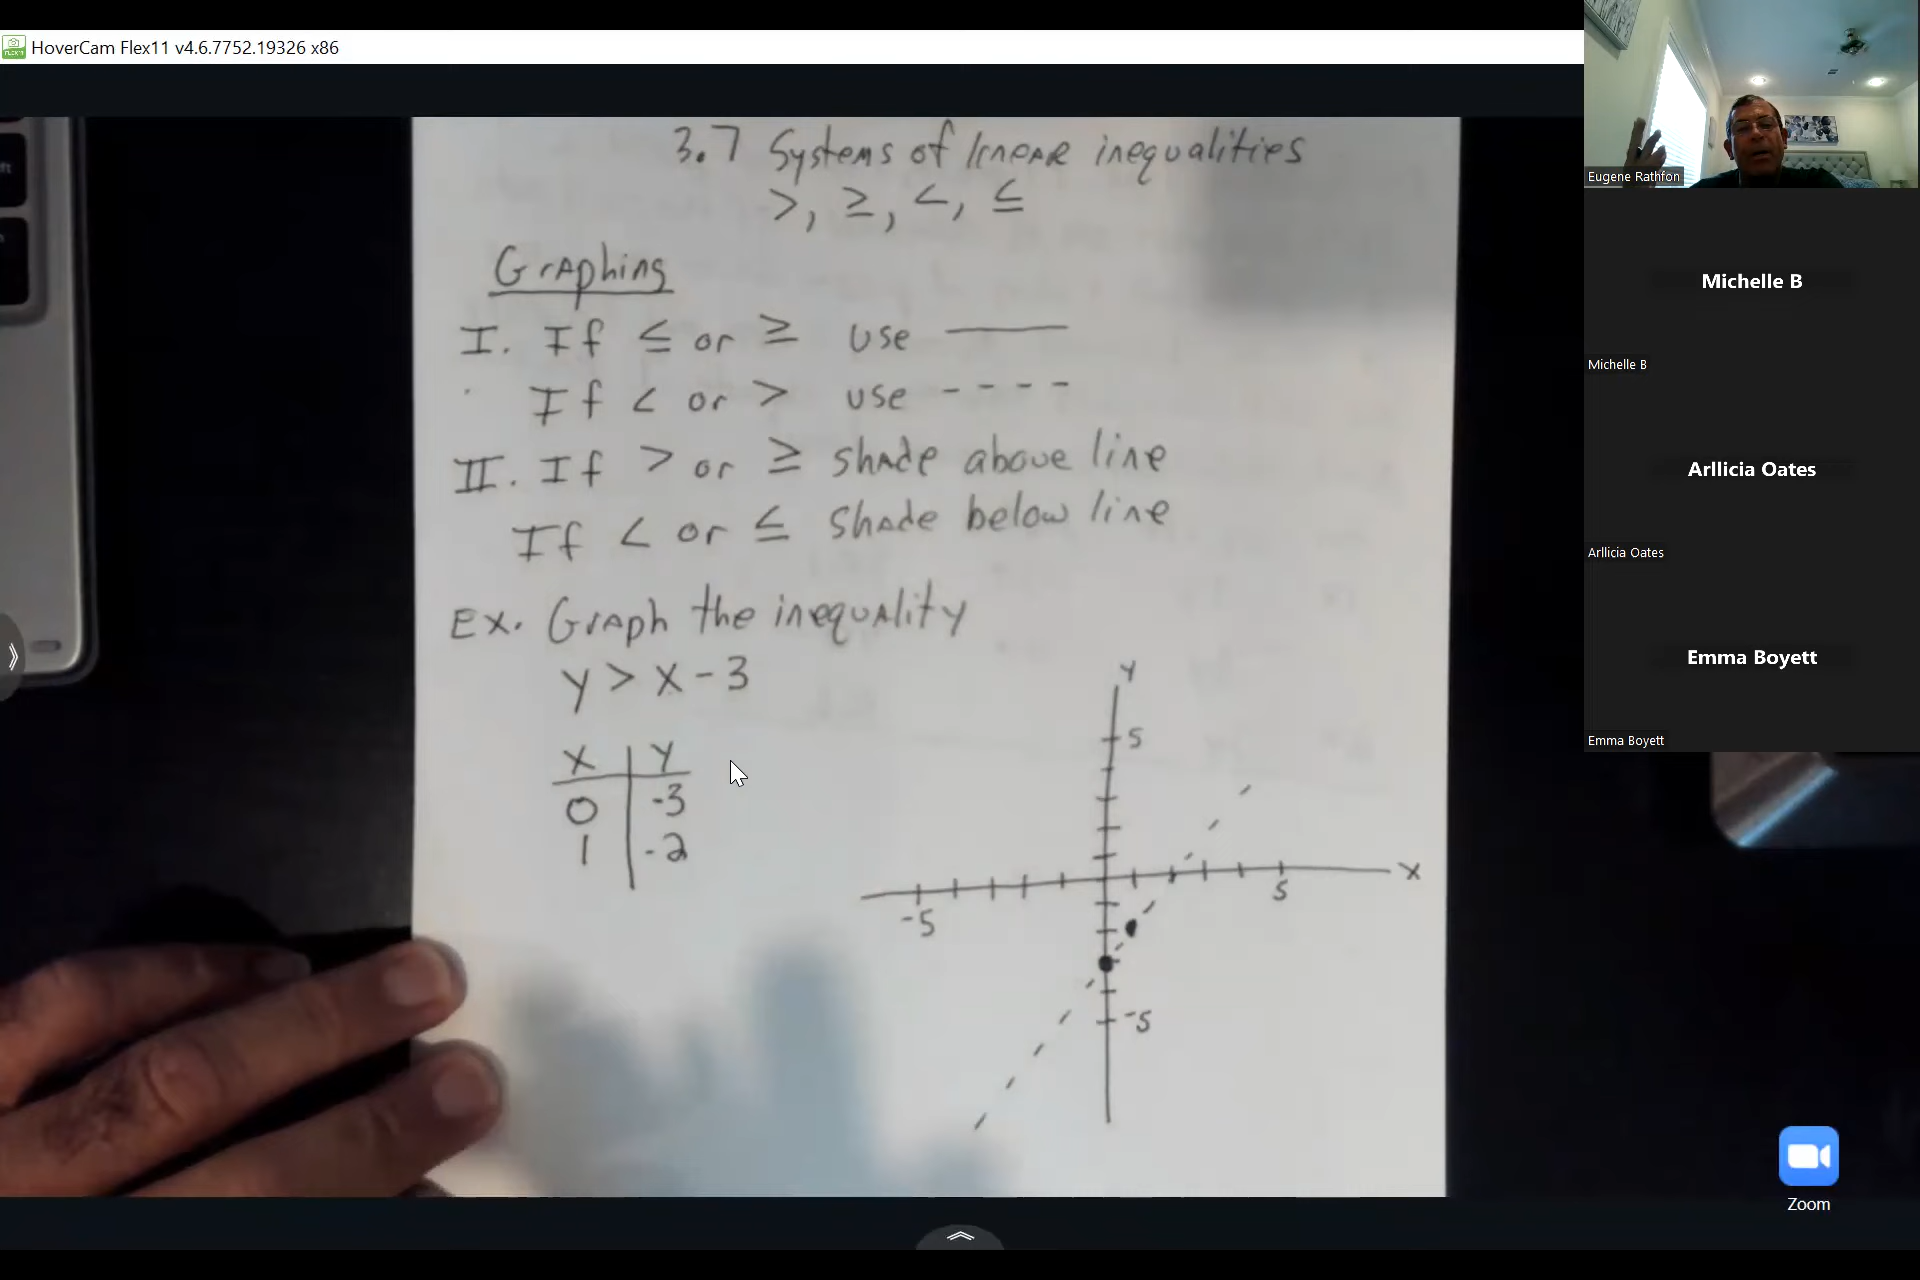 HoverCam Flex11 v4.6.7752.19326 x86
3.7 Systems of linear inequalities
>, ≥, <, ≤
Graphing
I. If ≤ or ≥ use ———
If < or > use - - - -
II. If > or ≥ shade above line
If < or ≤ shade below line
EX. Graph the inequality
y > x - 3
X | Y
0 | -3
1 | -2
Y
5
X
-5
5
-5
Eugene Rathfon
Michelle B
Michelle B
Arllicia Oates
Arllicia Oates
Emma Boyett
Emma Boyett
Zoom